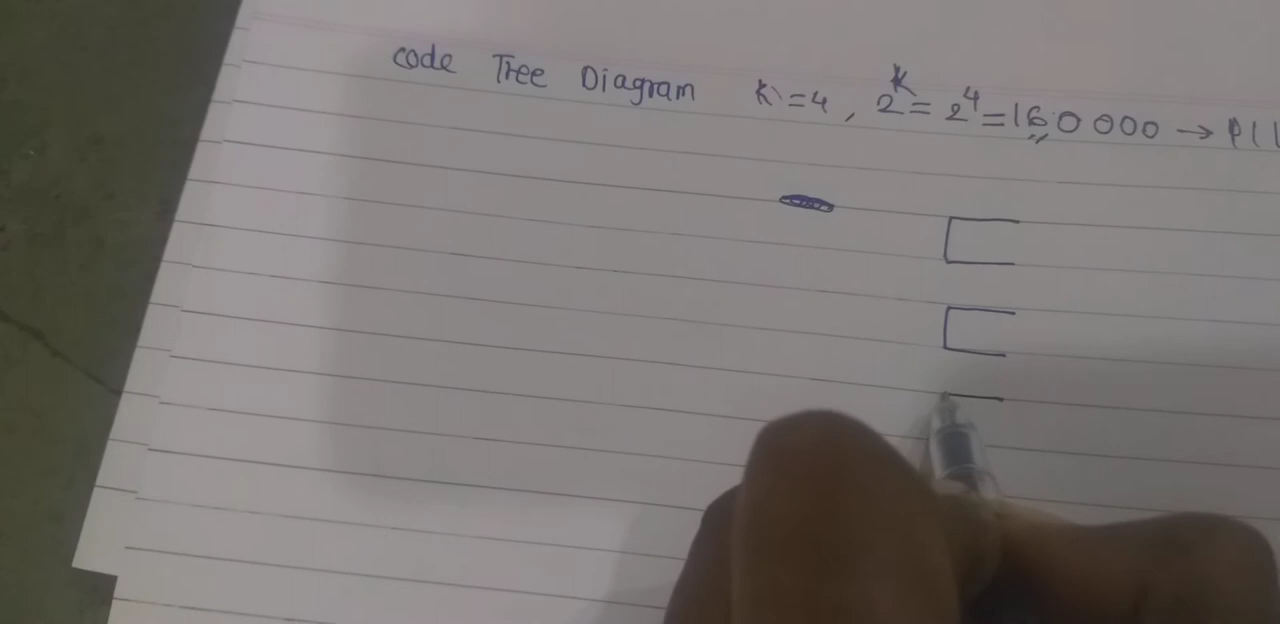 code Tree Diagram K=4, 2^K = 2^4 = 16 0000 →